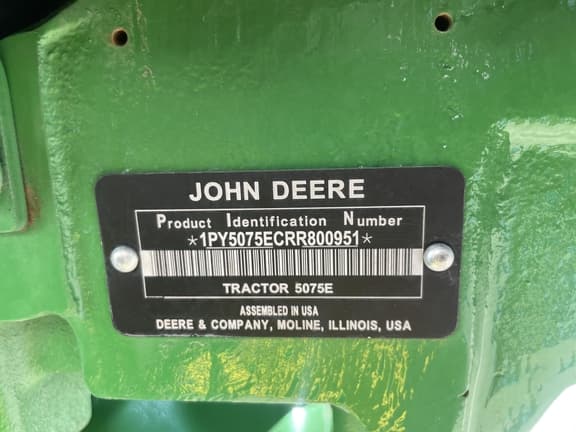 JOHN DEERE
Product Identification Number
*1PY5075ECRR800951*
TRACTOR 5075E
ASSEMBLED IN USA
DEERE & COMPANY, MOLINE, ILLINOIS, USA